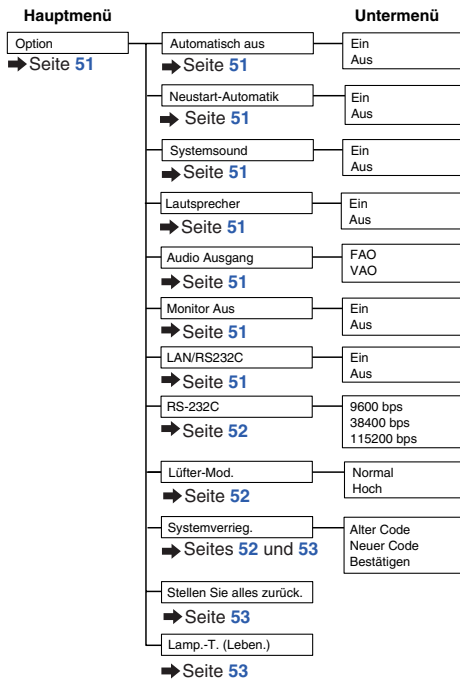 Hauptmenü Untermenü
Option
➡Seite 51
Automatisch aus
➡Seite 51
Ein
Aus
Neustart-Automatik
➡ Seite 51
Ein
Aus
Systemsound
➡Seite 51
Ein
Aus
Lautsprecher
➡Seite 51
Ein
Aus
Audio Ausgang
➡Seite 51
FAO
VAO
Monitor Aus
➡Seite 51
Ein
Aus
LAN/RS232C
➡Seite 51
Ein
Aus
RS-232C
➡Seite 52
9600 bps
38400 bps
115200 bps
Lüfter-Mod.
➡Seite 52
Normal
Hoch
Systemverrieg.
➡Seites 52 und 53
Alter Code
Neuer Code
Bestätigen
Stellen Sie alles zurück.
➡Seite 53
Lamp.-T. (Leben.)
➡Seite 53